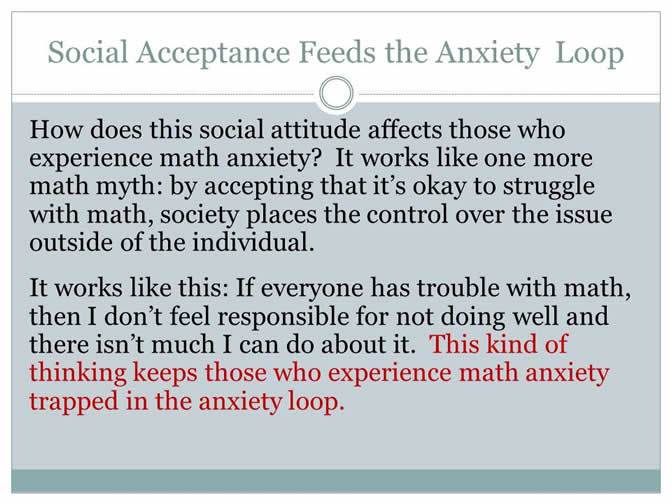 Social Acceptance Feeds the Anxiety  Loop
How does this social attitude affects those who
experience math anxiety?  It works like one more
math myth: by accepting that it’s okay to struggle
with math, society places the control over the issue
outside of the individual.
It works like this: If everyone has trouble with math,
then I don’t feel responsible for not doing well and
there isn’t much I can do about it.  This kind of
thinking keeps those who experience math anxiety
trapped in the anxiety loop.